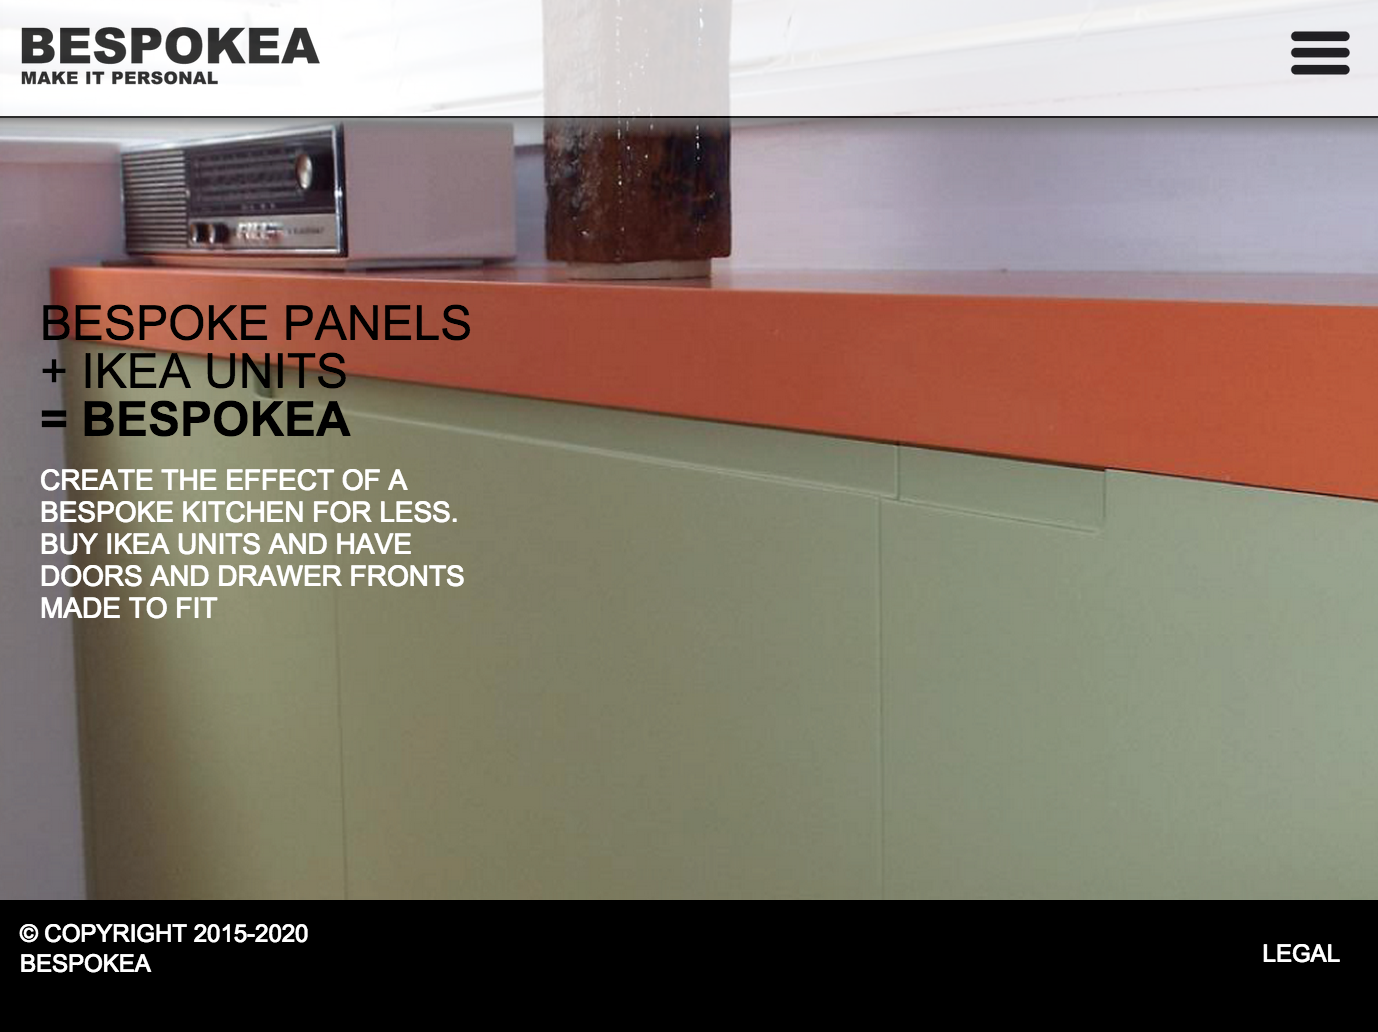 BESPOKEA
MAKE IT PERSONAL
BESPOKE PANELS
+ IKEA UNITS
= BESPOKEA
CREATE THE EFFECT OF A
BESPOKE KITCHEN FOR LESS.
BUY IKEA UNITS AND HAVE
DOORS AND DRAWER FRONTS
MADE TO FIT
© COPYRIGHT 2015-2020
BESPOKEA
LEGAL